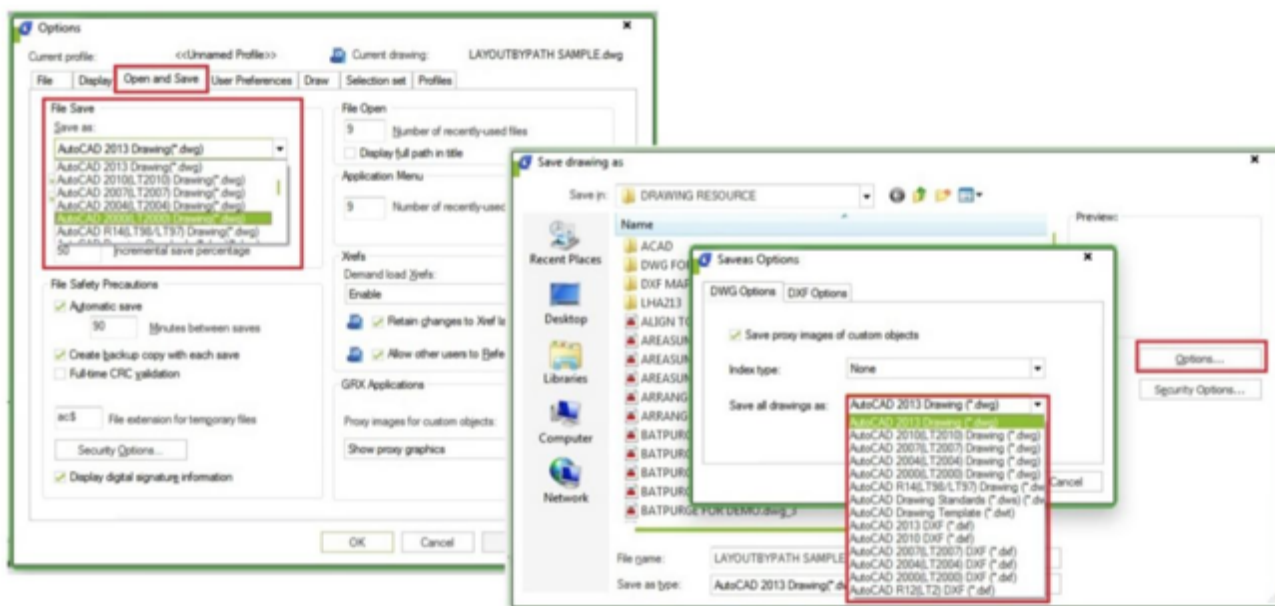 Options
Current profile: <<Unnamed Profile>> Current drawing: LAYOUTBYPATH SAMPLE.dwg
File Display Open and Save User Preferences Draw Selection set Profiles
File Save
Save as:
AutoCAD 2013 Drawing(*.dwg)
AutoCAD 2013 Drawing(*.dwg)
AutoCAD 2010(LT2010) Drawing(*.dwg)
AutoCAD 2007(LT2007) Drawing(*.dwg)
AutoCAD 2004(LT2004) Drawing(*.dwg)
AutoCAD 2000(LT2000) Drawing(*.dwg)
AutoCAD R14(LT98/LT97) Drawing(*.dwg)
50 Incremental save percentage
File Safety Precautions
Automatic save
90 Minutes between saves
Create backup copy with each save
Full-time CRC validation
ac$ File extension for temporary files
Security Options...
Display digital signature information
File Open
9 Number of recently-used files
Display full path in title
Application Menu
9 Number of recently-used
Xrefs
Demand load Xrefs:
Enable
Retain changes to Xref la
Allow other users to Refe
GRX Applications
Proxy images for custom objects:
Show proxy graphics
OK Cancel
Save drawing as
Save in: DRAWING RESOURCE
Recent Places
Desktop
Libraries
Computer
Network
Name
ACAD
DWG FO
DXF MAP
LHA213
ALIGN TO
AREASUN
AREASUN
AREASUN
ARRANG
ARRANG
BATPURG
BATPURG
BATPURG
BATPURG
BATPURGE FOR DEMO.dwg_3
File name: LAYOUTBYPATH SAMPLE
Save as type: AutoCAD 2013 Drawing(*.dw
Preview:
Options...
Security Options...
Saveas Options
DWG Options DXF Options
Save proxy images of custom objects
Index type: None
Save all drawings as: AutoCAD 2013 Drawing (*.dwg)
AutoCAD 2013 Drawing (*.dwg)
AutoCAD 2010(LT2010) Drawing (*.dwg)
AutoCAD 2007(LT2007) Drawing (*.dwg)
AutoCAD 2004(LT2004) Drawing (*.dwg)
AutoCAD 2000(LT2000) Drawing (*.dwg)
AutoCAD R14(LT98/LT97) Drawing (*.dw
AutoCAD Drawing Standards (*.dws) (*.dw
AutoCAD Drawing Template (*.dwt)
AutoCAD 2013 DXF (*.dxf)
AutoCAD 2010 DXF (*.dxf)
AutoCAD 2007(LT2007) DXF (*.dxf)
AutoCAD 2004(LT2004) DXF (*.dxf)
AutoCAD 2000(LT2000) DXF (*.dxf)
AutoCAD R12(LT2) DXF (*.dxf)
Cancel